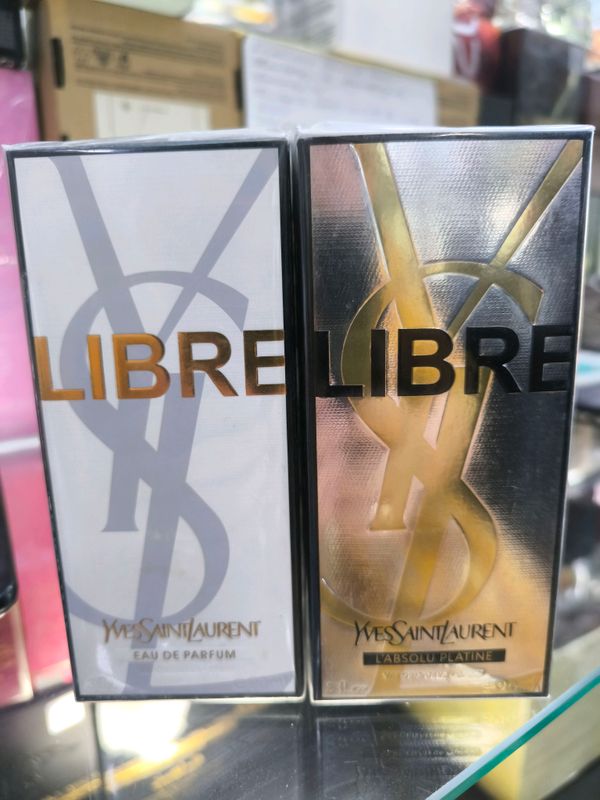 LIBRE
YVESSAINTLAURENT
EAU DE PARFUM
LIBRE
YVESSAINTLAURENT
L'ABSOLU PLATINE